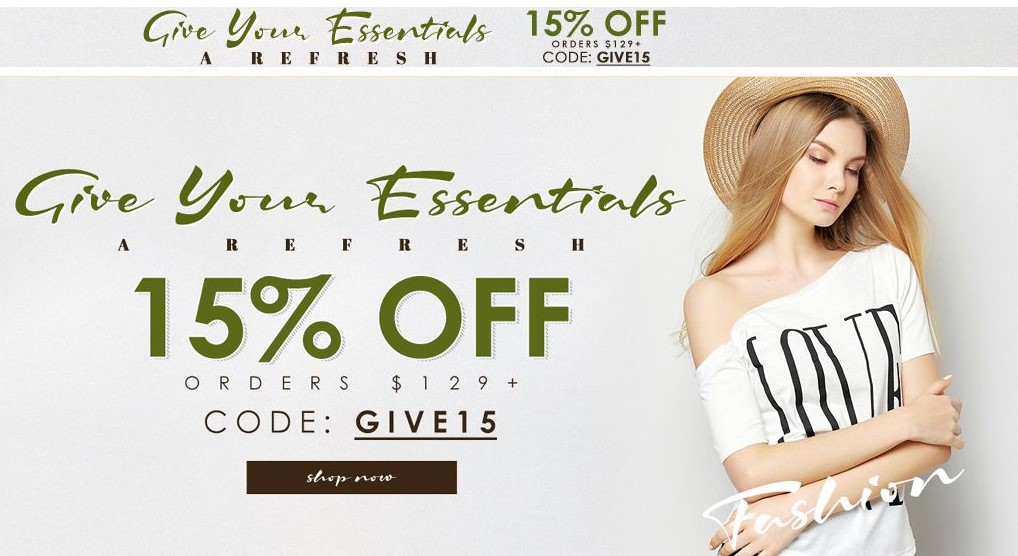 Give Your Essentials
A REFRESH
15% OFF
ORDERS $129+
CODE: GIVE15
Give Your Essentials
A REFRESH
15% OFF
ORDERS $129+
CODE: GIVE15
shop now
LOVE
Fashion